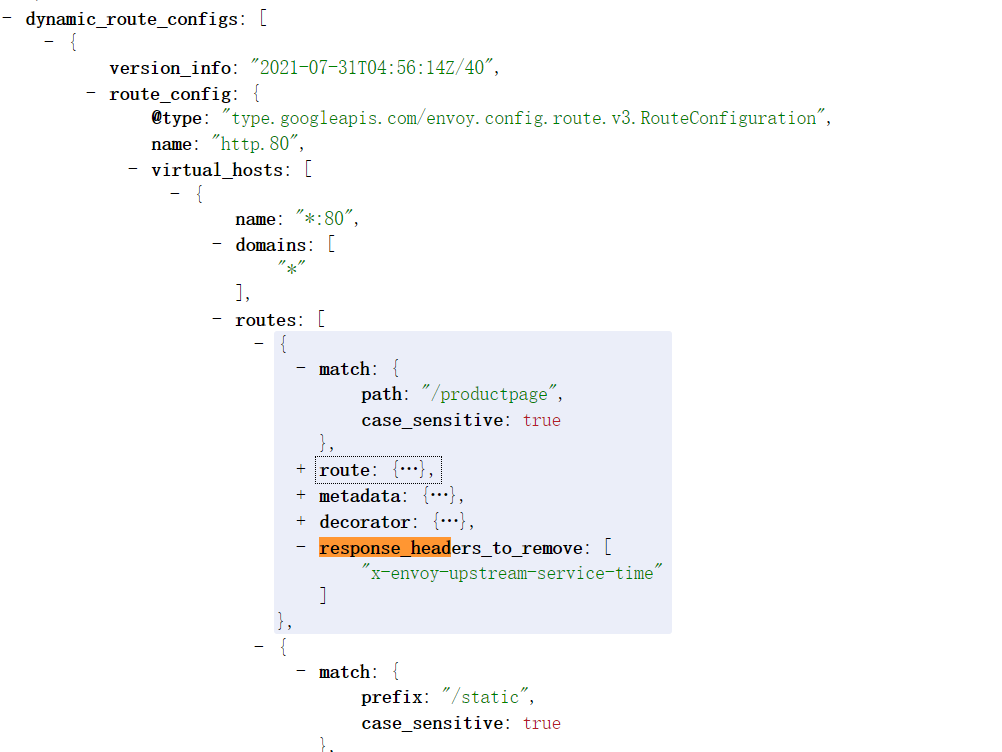 - dynamic_route_configs: [
- {
version_info: "2021-07-31T04:56:14Z/40",
- route_config: {
@type: "type.googleapis.com/envoy.config.route.v3.RouteConfiguration",
name: "http.80",
- virtual_hosts: [
- {
name: "*:80",
- domains: [
"*"
],
- routes: [
- {
- match: {
path: "/productpage",
case_sensitive: true
},
+ route: {…},
+ metadata: {…},
+ decorator: {…},
- response_headers_to_remove: [
"x-envoy-upstream-service-time"
]
},
- {
- match: {
prefix: "/static",
case_sensitive: true
},